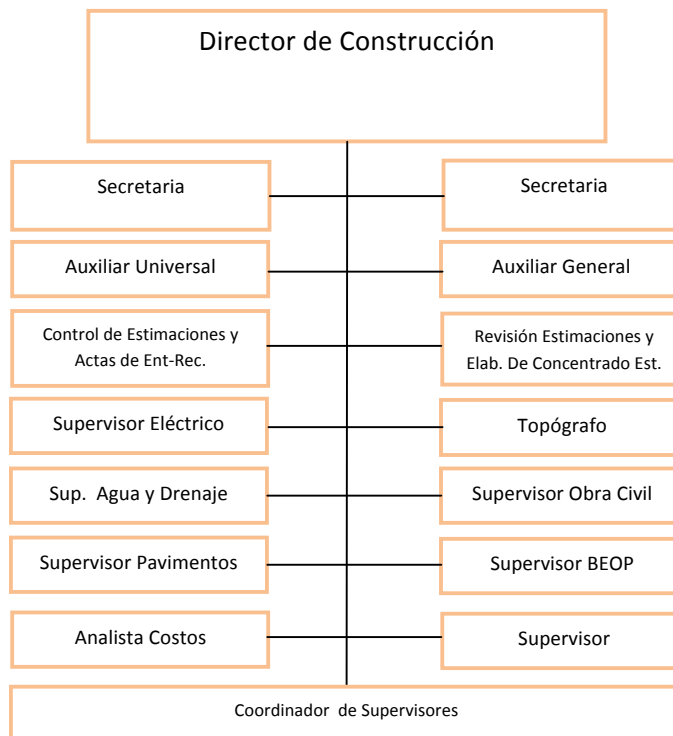 Director de Construcción
Secretaria
Secretaria
Auxiliar Universal
Auxiliar General
Control de Estimaciones y
Actas de Ent-Rec.
Revisión Estimaciones y
Elab. De Concentrado Est.
Supervisor Eléctrico
Topógrafo
Sup.  Agua y Drenaje
Supervisor Obra Civil
Supervisor Pavimentos
Supervisor BEOP
Analista Costos
Supervisor
Coordinador  de Supervisores